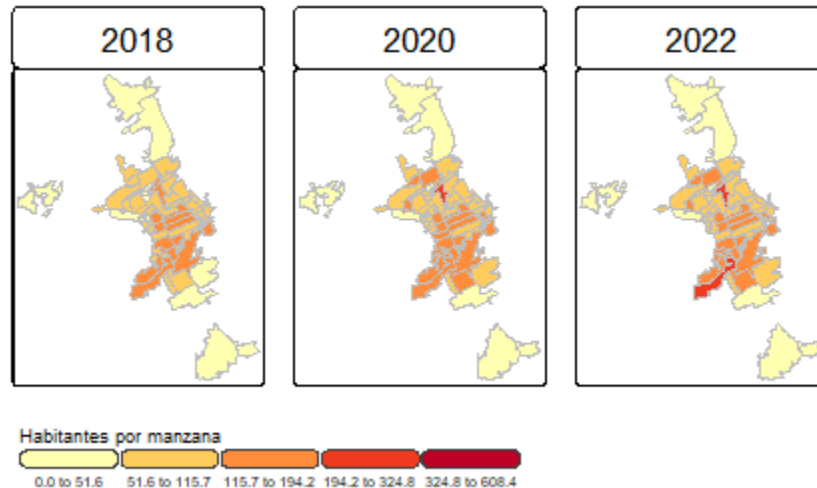 2018 2020 2022
Habitantes por manzana
0.0 to 51.6 51.6 to 115.7 115.7 to 194.2 194.2 to 324.8 324.8 to 608.4